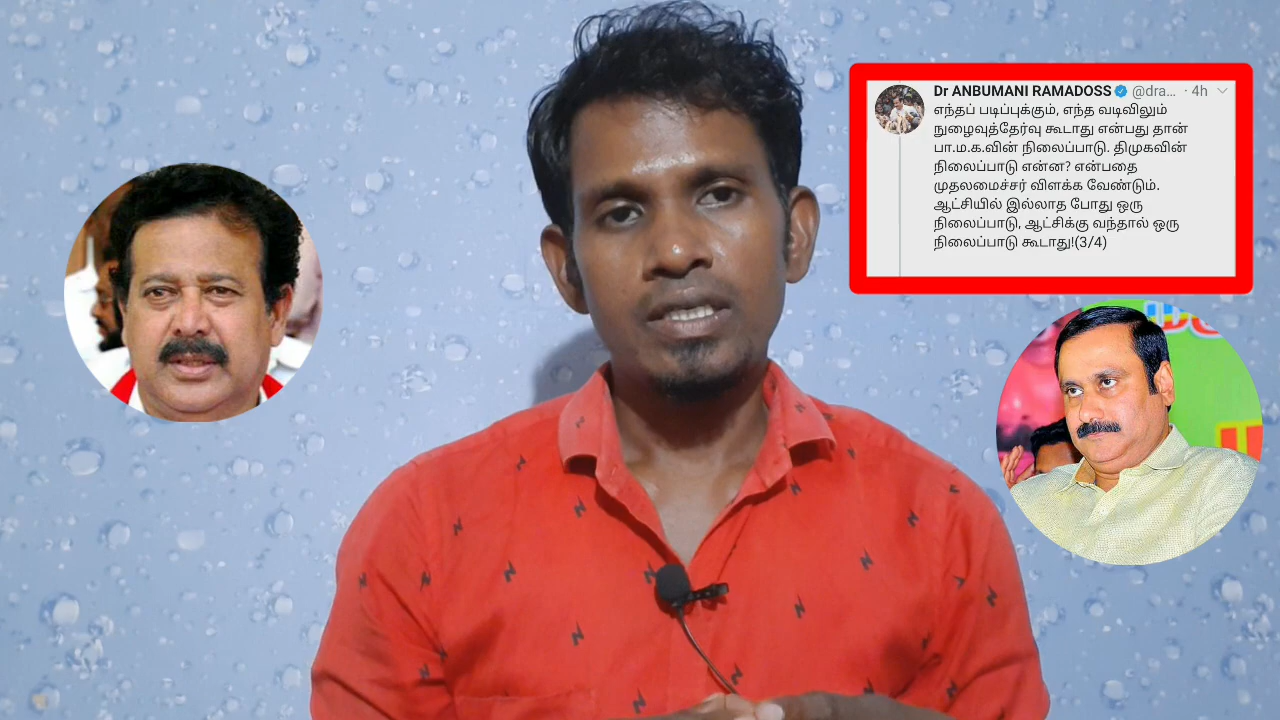 Dr ANBUMANI RAMADOSS @dra... · 4h
எந்தப் படிப்புக்கும், எந்த வடிவிலும்
நுழைவுத்தேர்வு கூடாது என்பது தான்
பா.ம.க.வின் நிலைப்பாடு. திமுகவின்
நிலைப்பாடு என்ன? என்பதை
முதலமைச்சர் விளக்க வேண்டும்.
ஆட்சியில் இல்லாத போது ஒரு
நிலைப்பாடு, ஆட்சிக்கு வந்தால் ஒரு
நிலைப்பாடு கூடாது!(3/4)